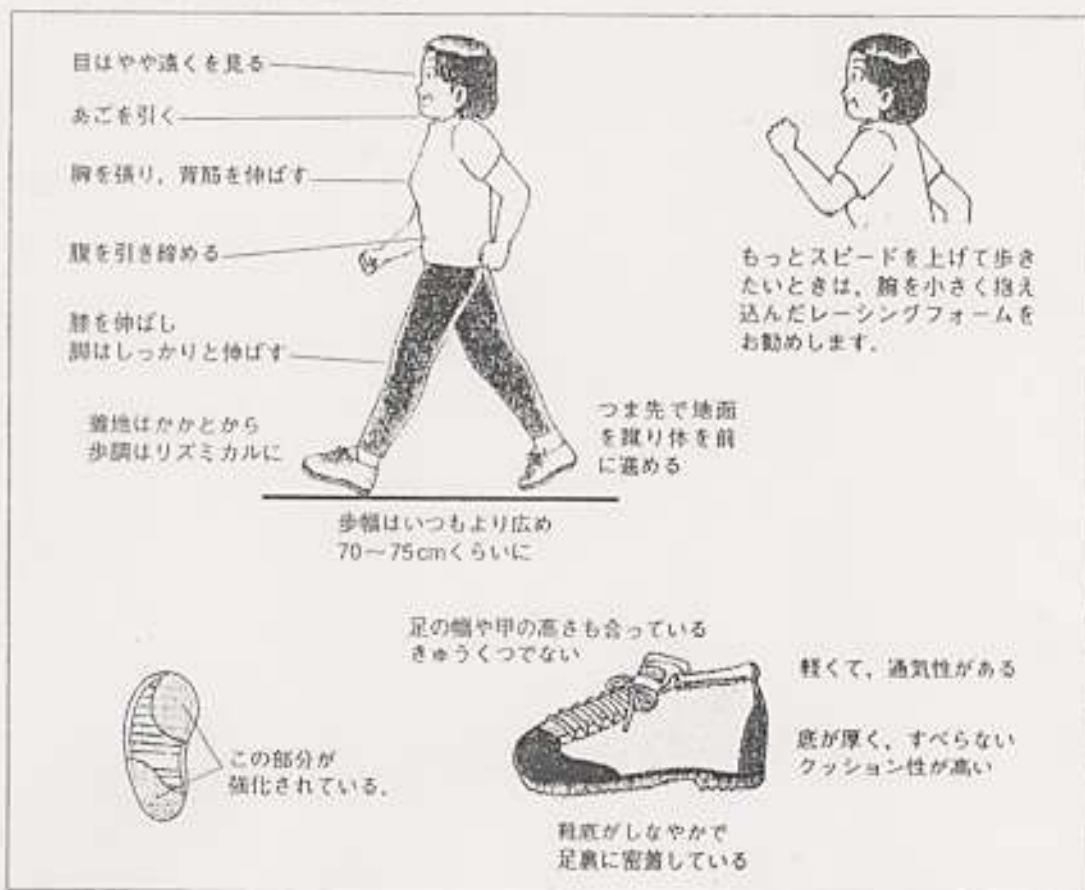 目はやや遠くを見る
あごを引く
胸を張り、背筋を伸ばす
腹を引き締める
膝を伸ばし
脚はしっかりと伸ばす
着地はかかとから
歩調はリズミカルに
つま先で地面
を蹴り体を前
に進める
歩幅はいつもより広め
70〜75cmくらいに
もっとスピードを上げて歩き
たいときは、腕を小さく抱え
込んだレーシングフォームを
お勧めします。
足の幅や甲の高さも合っている
きゅうくつでない
軽くて、通気性がある
底が厚く、すべらない
クッション性が高い
この部分が
強化されている。
靴底がしなやかで
足裏に密着している